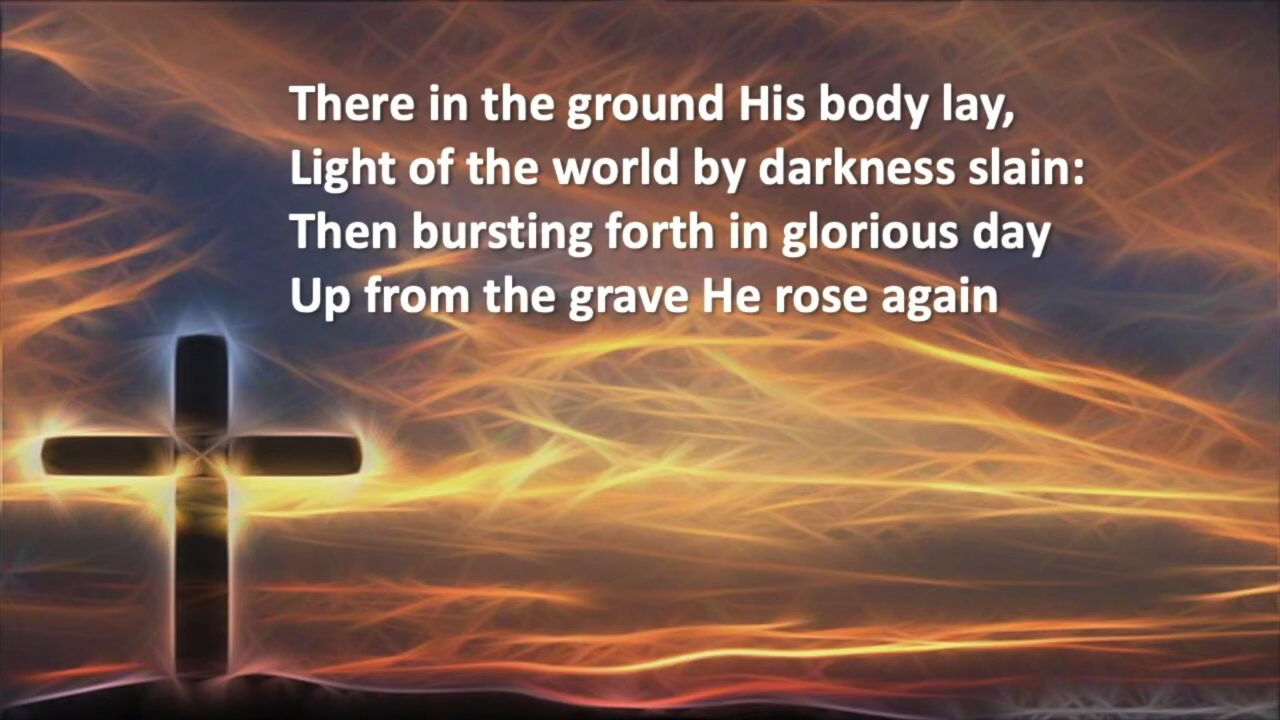 There in the ground His body lay,
Light of the world by darkness slain:
Then bursting forth in glorious day
Up from the grave He rose again